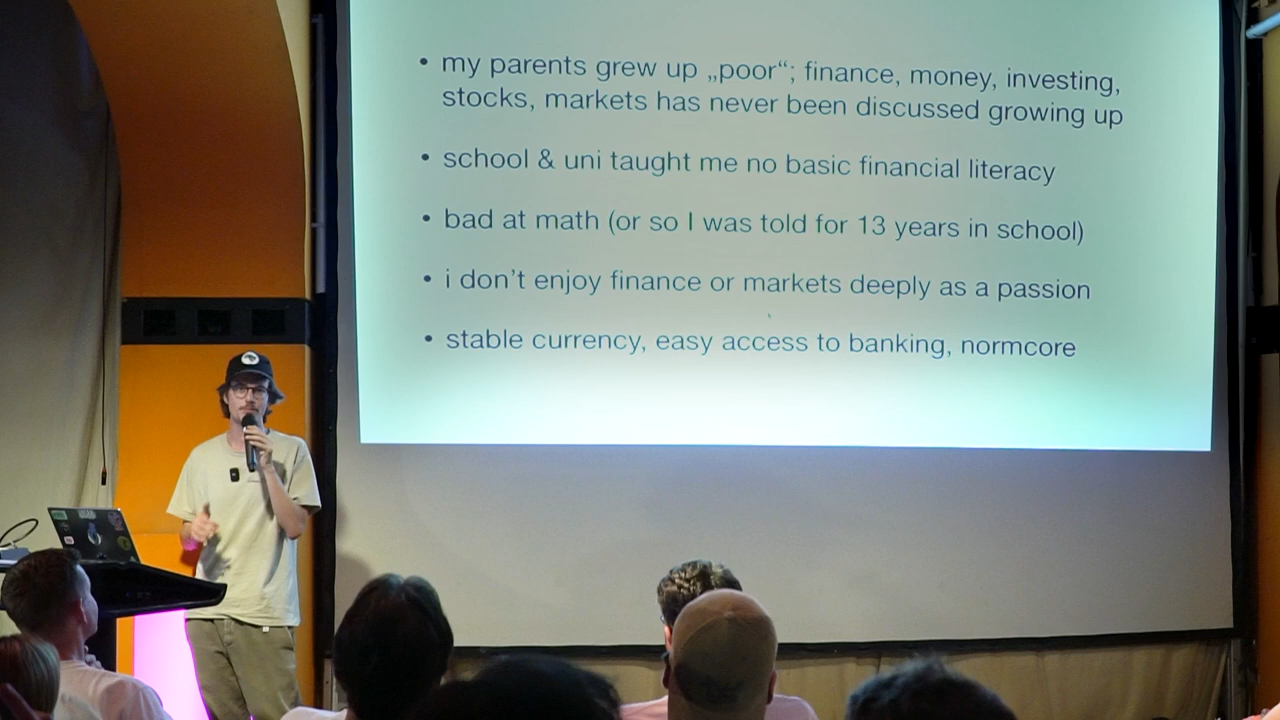 • my parents grew up „poor“; finance, money, investing,
stocks, markets has never been discussed growing up
• school & uni taught me no basic financial literacy
• bad at math (or so I was told for 13 years in school)
• i don’t enjoy finance or markets deeply as a passion
• stable currency, easy access to banking, normcore